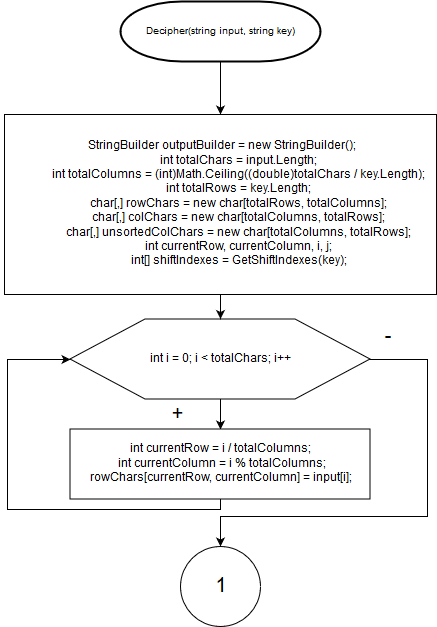 Decipher(string input, string key)
StringBuilder outputBuilder = new StringBuilder();
int totalChars = input.Length;
int totalColumns = (int)Math.Ceiling((double)totalChars / key.Length);
int totalRows = key.Length;
char[,] rowChars = new char[totalRows, totalColumns];
char[,] colChars = new char[totalColumns, totalRows];
char[,] unsortedColChars = new char[totalColumns, totalRows];
int currentRow, currentColumn, i, j;
int[] shiftIndexes = GetShiftIndexes(key);
-
int i = 0; i < totalChars; i++
+
int currentRow = i / totalColumns;
int currentColumn = i % totalColumns;
rowChars[currentRow, currentColumn] = input[i];
1